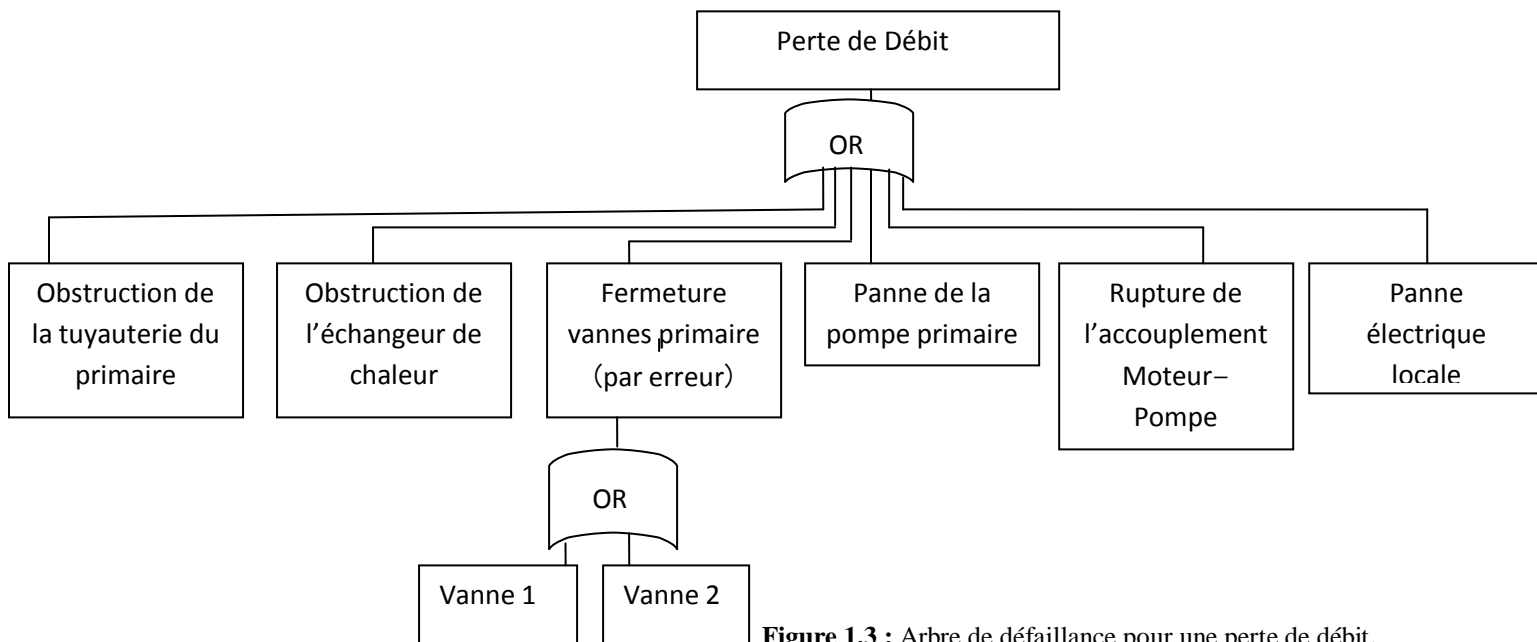 Perte de Débit
OR
Obstruction de
la tuyauterie du
primaire
Obstruction de
l’échangeur de
chaleur
Fermeture
vannes primaire
(par erreur)
Panne de la
pompe primaire
Rupture de
l’accouplement
Moteur–
Pompe
Panne
électrique
locale
OR
Vanne 1
Vanne 2
Figure 1.3 : Arbre de défaillance pour une perte de débit.